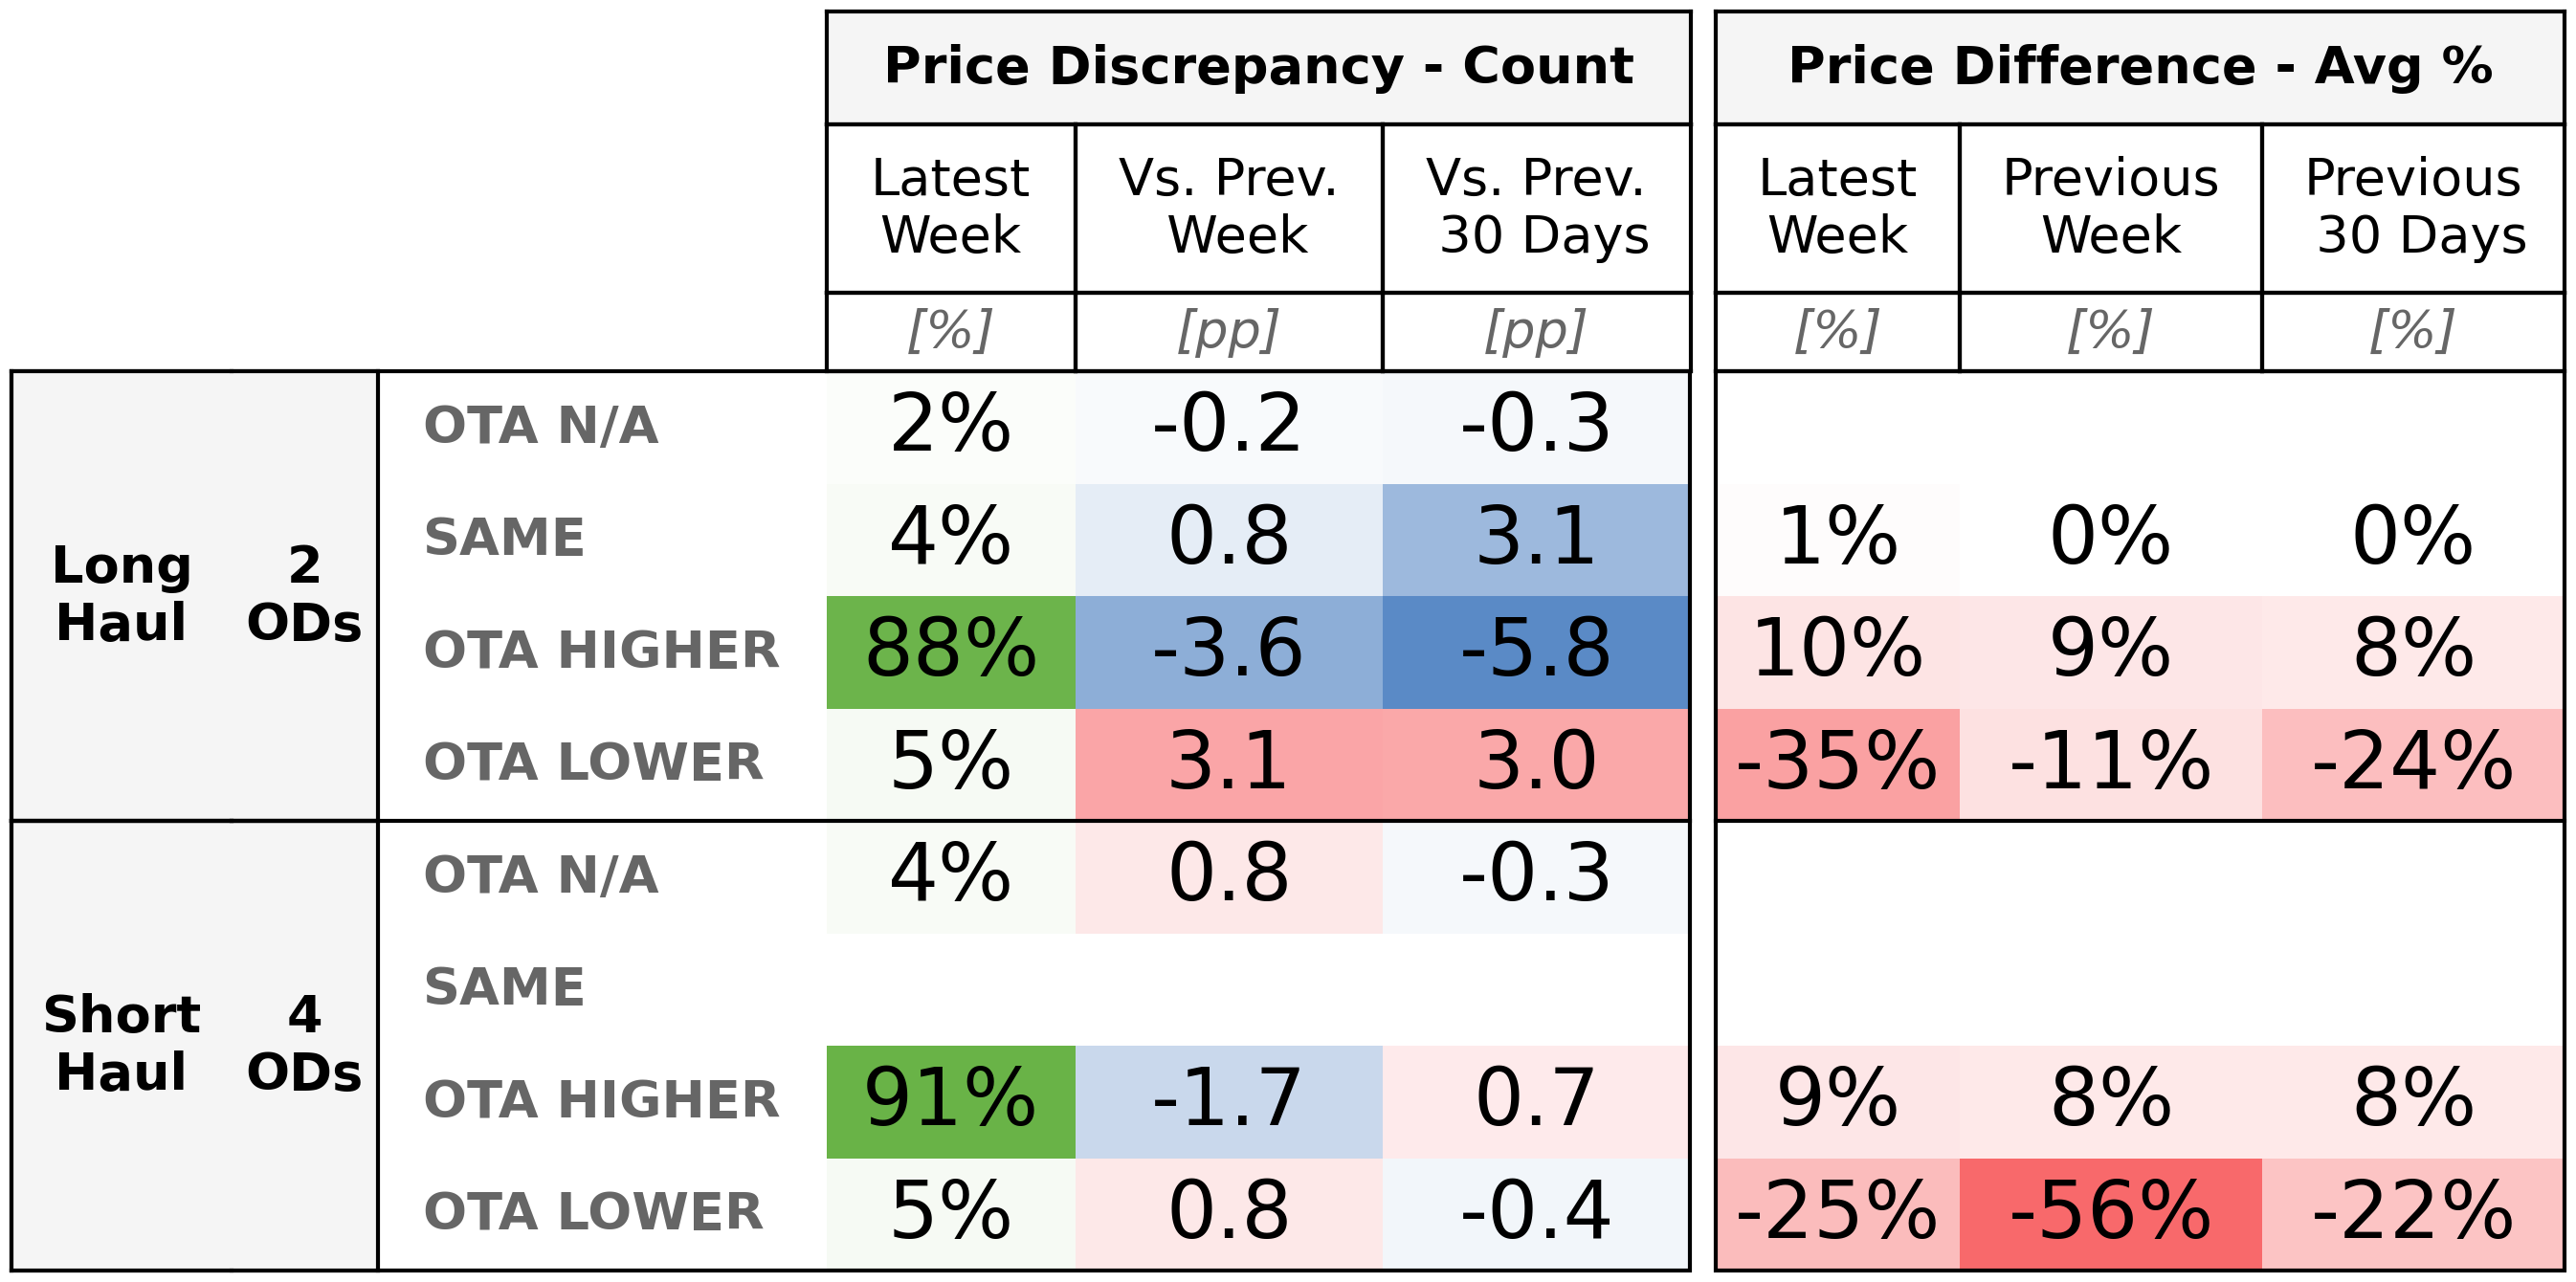 Price Discrepancy - Count Price Difference - Avg %
Latest Week Vs. Prev. Week Vs. Prev. 30 Days Latest Week Previous Week Previous 30 Days
[%] [pp] [pp] [%] [%] [%]
Long Haul 2 ODs
OTA N/A 2% -0.2 -0.3
SAME 4% 0.8 3.1 1% 0% 0%
OTA HIGHER 88% -3.6 -5.8 10% 9% 8%
OTA LOWER 5% 3.1 3.0 -35% -11% -24%
Short Haul 4 ODs
OTA N/A 4% 0.8 -0.3
SAME
OTA HIGHER 91% -1.7 0.7 9% 8% 8%
OTA LOWER 5% 0.8 -0.4 -25% -56% -22%